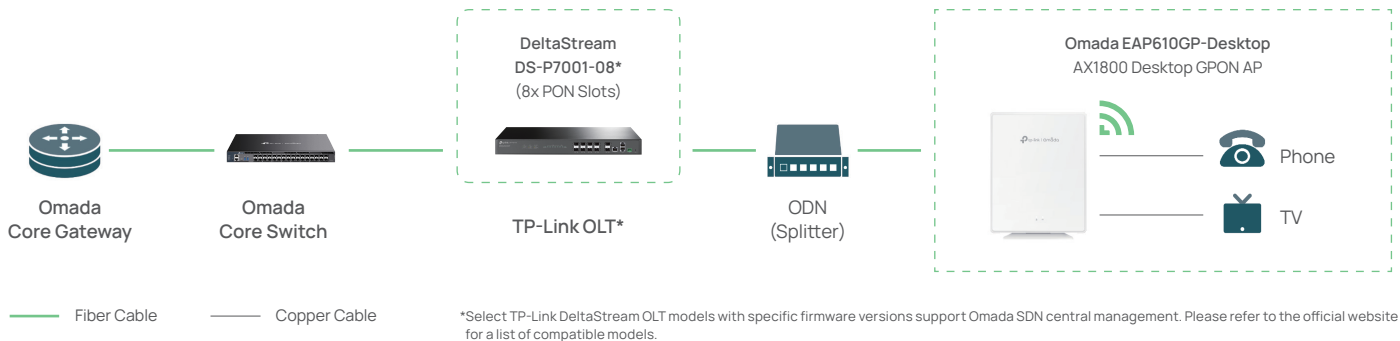 DeltaStream
DS-P7001-08*
(8x PON Slots)
Omada EAP610GP-Desktop
AX1800 Desktop GPON AP
Omada
Core Gateway
Omada
Core Switch
TP-Link OLT*
ODN
(Splitter)
Phone
TV
Fiber Cable
Copper Cable
*Select TP-Link DeltaStream OLT models with specific firmware versions support Omada SDN central management. Please refer to the official website
for a list of compatible models.